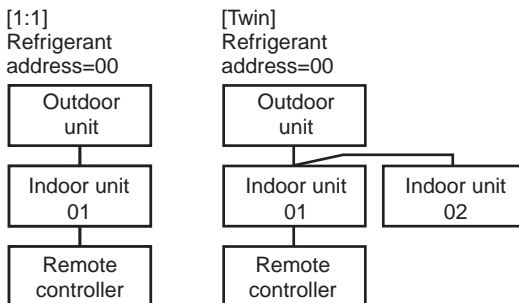 [1:1]
Refrigerant
address=00
Outdoor
unit
Indoor unit
01
Remote
controller
[Twin]
Refrigerant
address=00
Outdoor
unit
Indoor unit
01
Indoor unit
02
Remote
controller